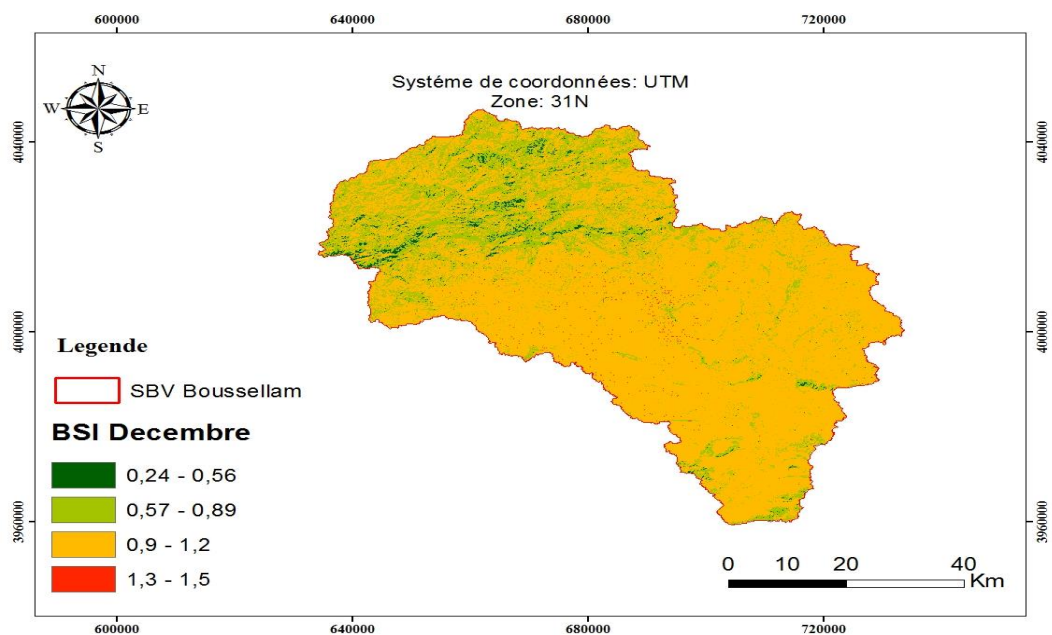 600000 640000 680000 720000
N
W E
S
Systéme de coordonnées: UTM
Zone: 31N
4040000 4040000
4000000 4000000
3960000 3960000
Legende
SBV Boussellam
BSI Decembre
0,24 - 0,56
0,57 - 0,89
0,9 - 1,2
1,3 - 1,5
0 10 20 40
Km
600000 640000 680000 720000